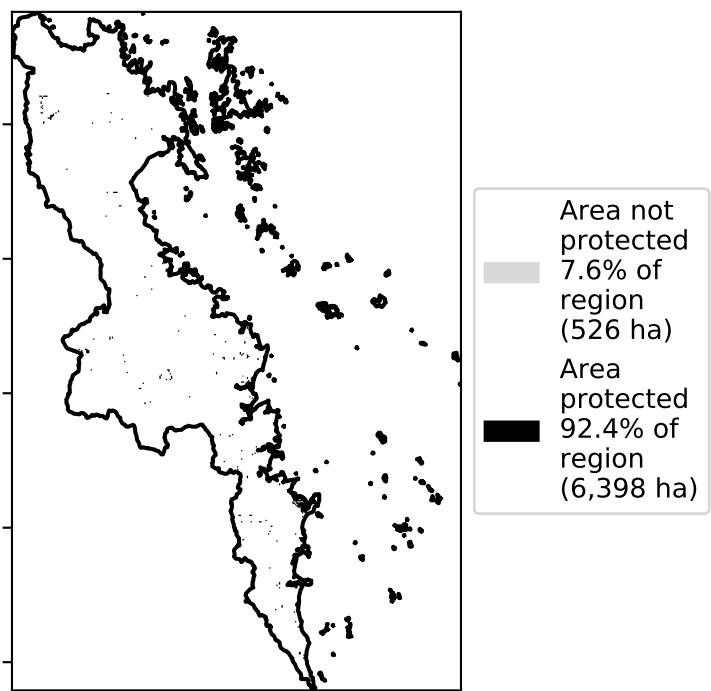 Area not
protected
7.6% of
region
(526 ha)
Area
protected
92.4% of
region
(6,398 ha)